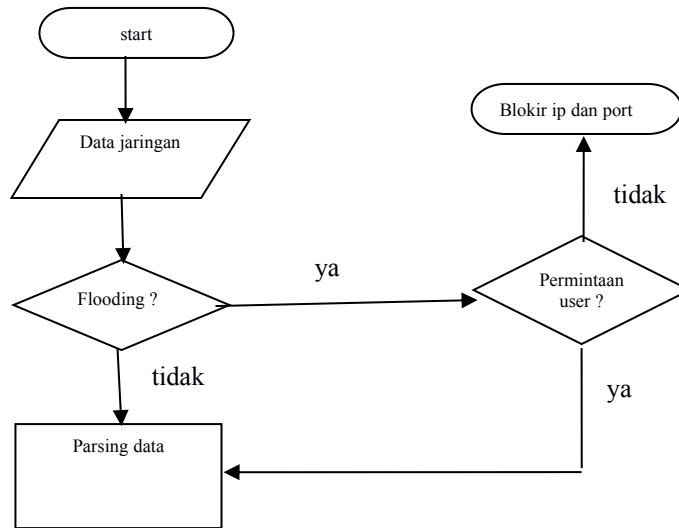 start
Data jaringan
Blokir ip dan port
tidak
Flooding ?
ya
Permintaan
user ?
tidak
ya
Parsing data